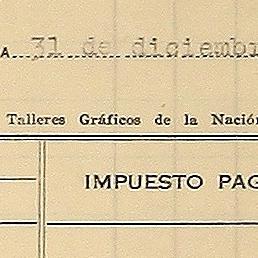 A 31 de diciembr
Talleres Gráficos de la Nació
IMPUESTO PAG